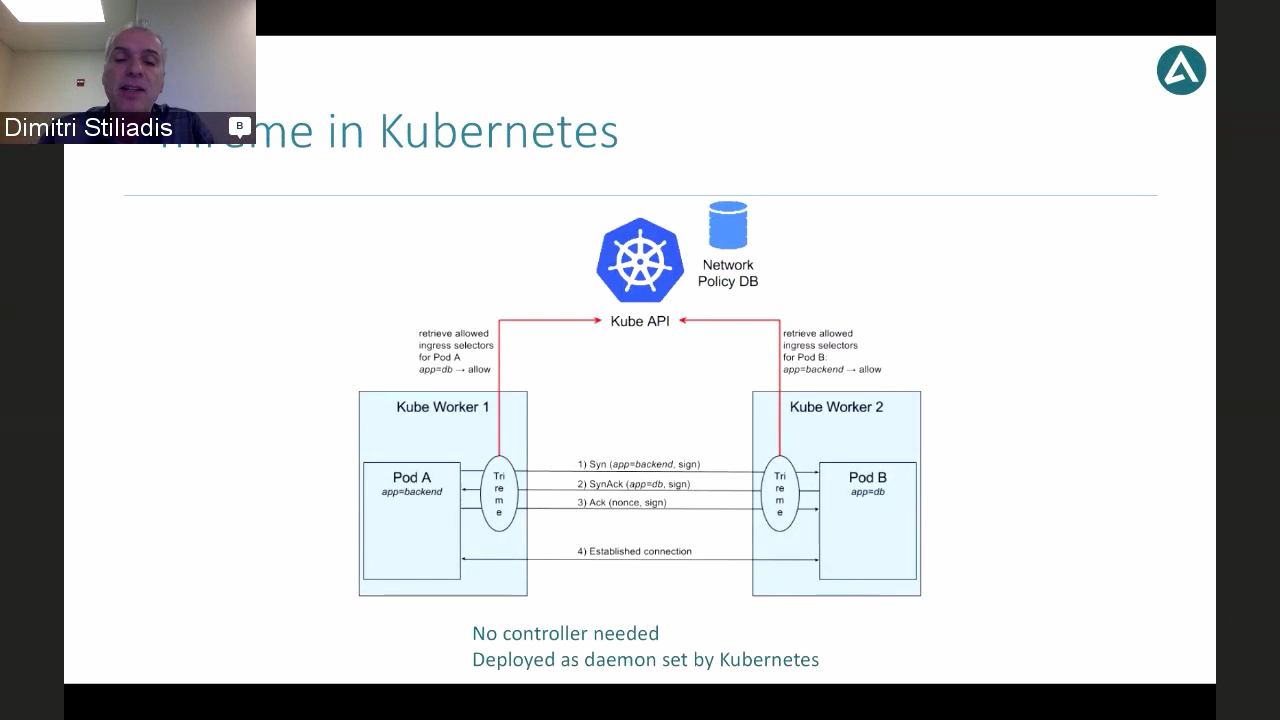 Dimitri Stiliadis
B
me in Kubernetes
Network
Policy DB
Kube API
retrieve allowed
ingress selectors
for Pod A
app=db → allow
retrieve allowed
ingress selectors
for Pod B:
app=backend → allow
Kube Worker 1
Kube Worker 2
Pod A
app=backend
Tri
re
m
e
1) Syn (app=backend, sign)
2) SynAck (app=db, sign)
3) Ack (nonce, sign)
4) Established connection
Tri
re
m
e
Pod B
app=db
No controller needed
Deployed as daemon set by Kubernetes